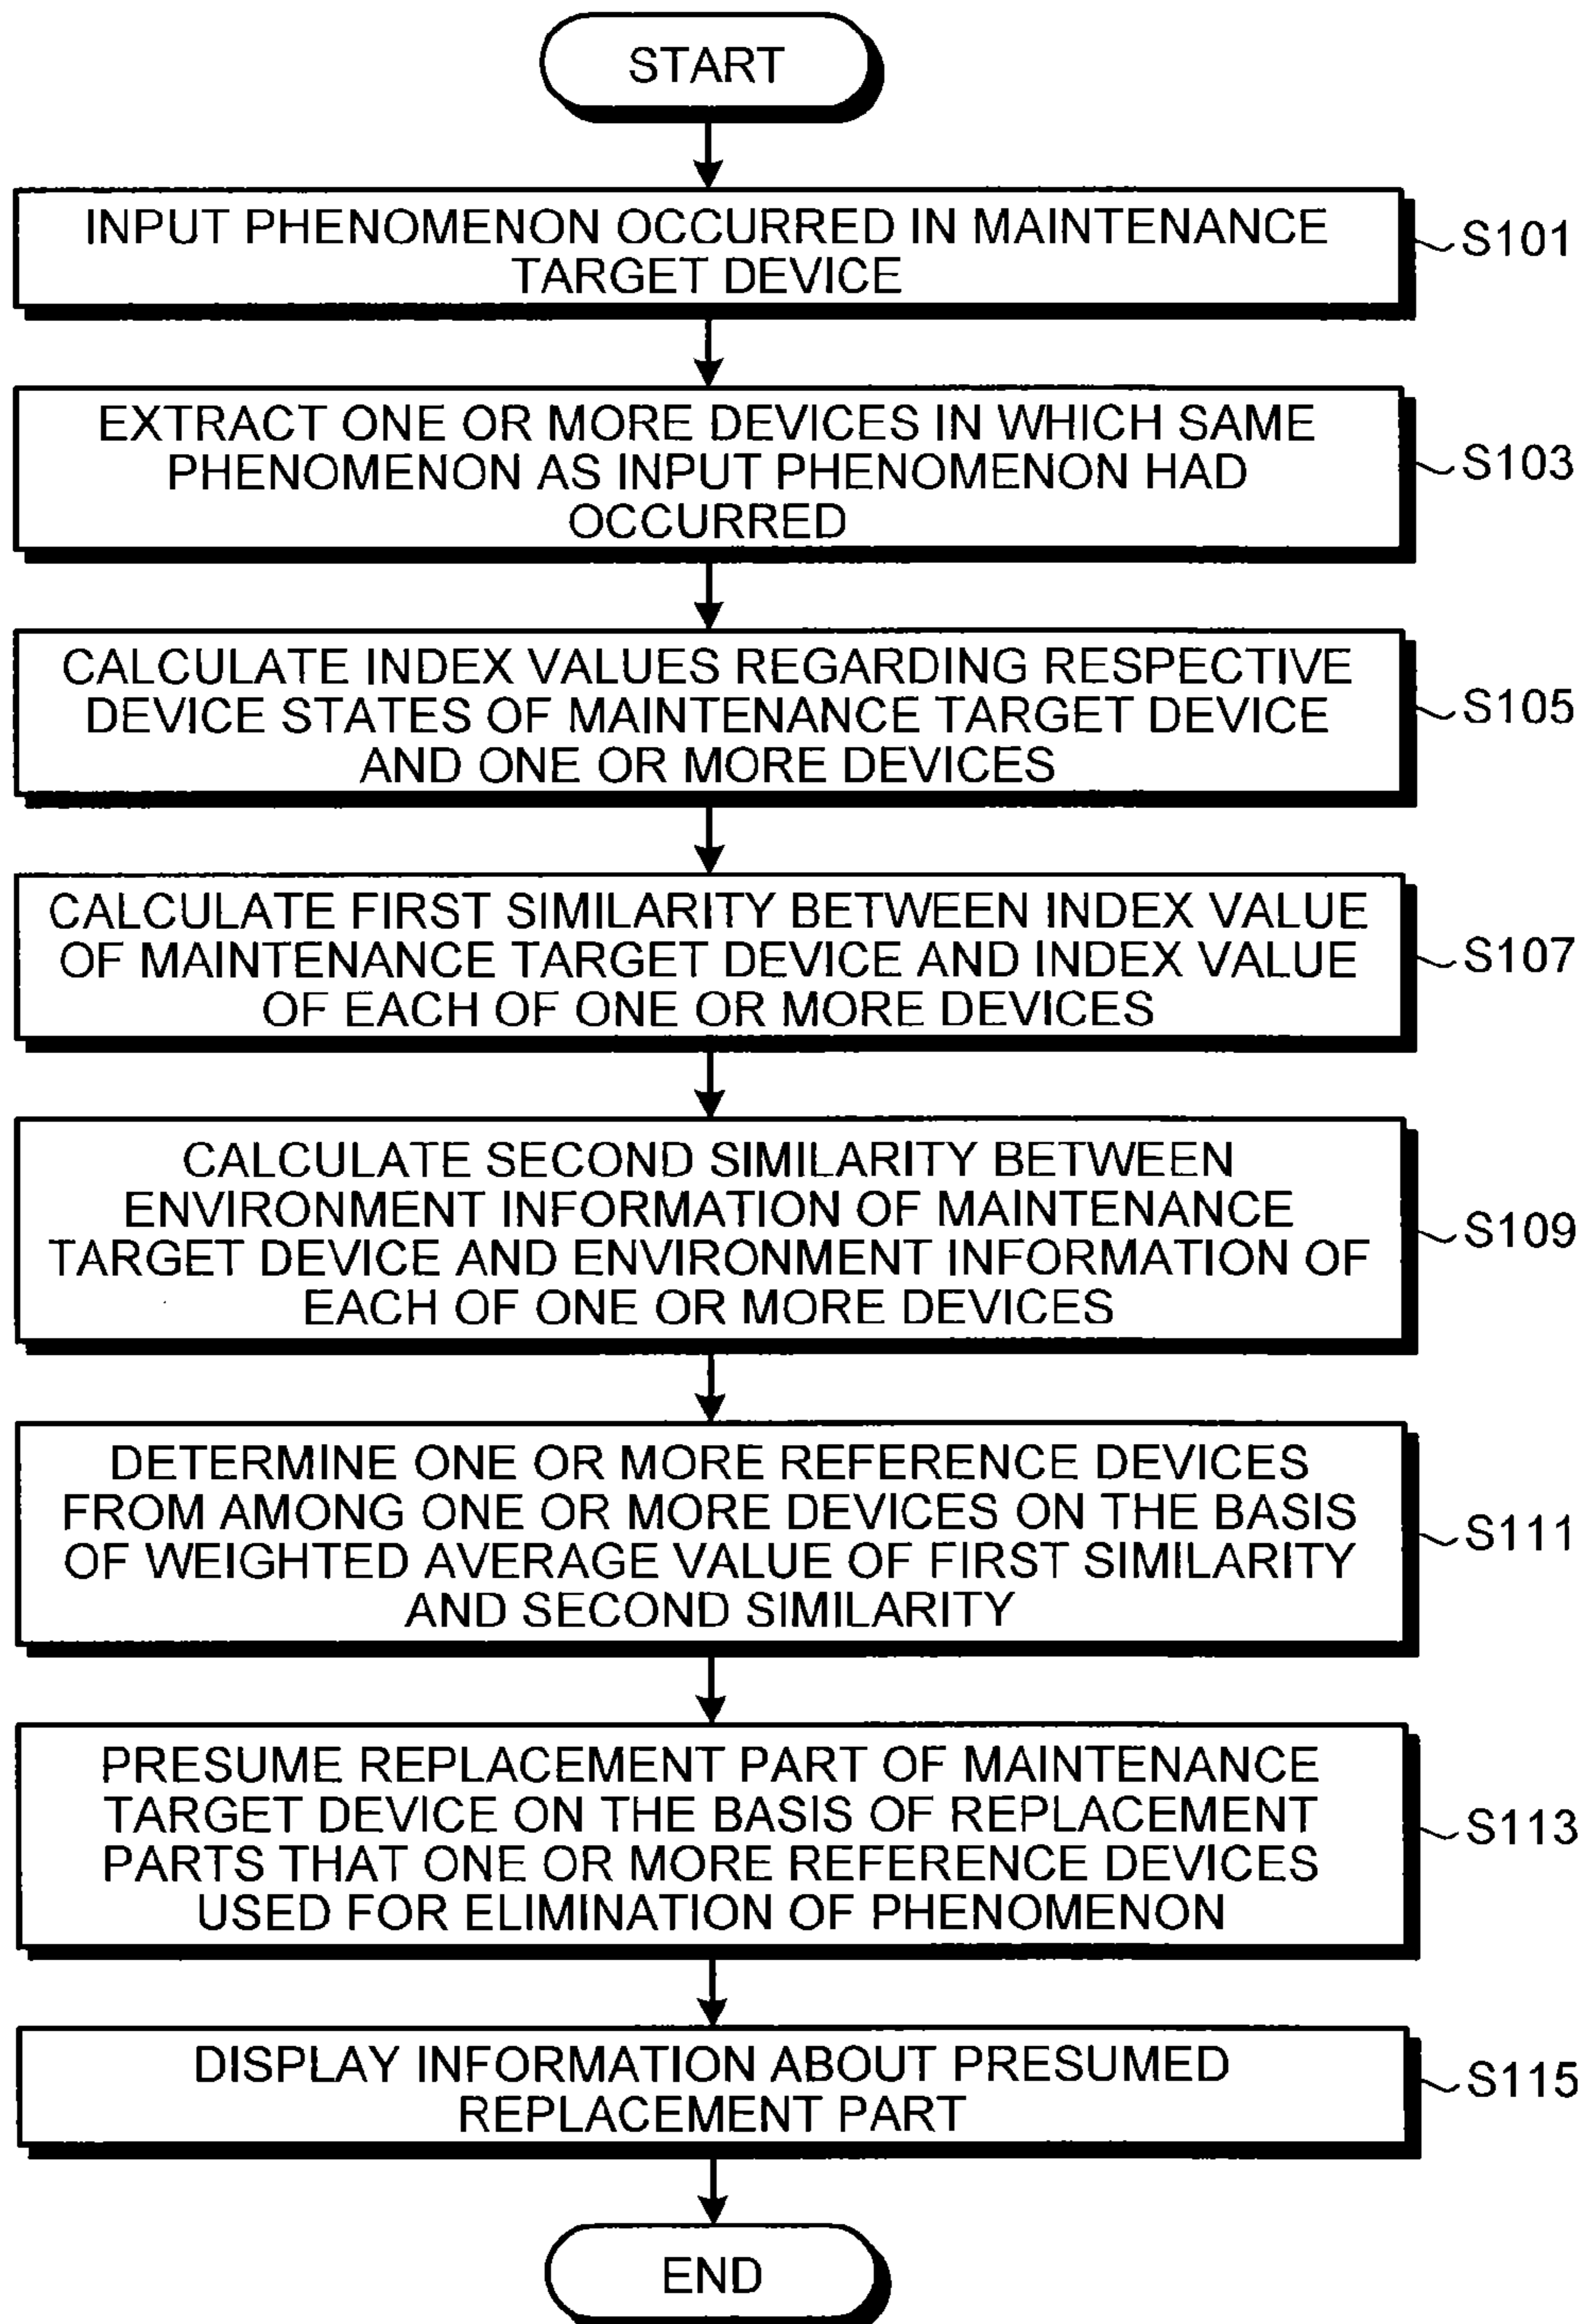 START
INPUT PHENOMENON OCCURRED IN MAINTENANCE
TARGET DEVICE
S101
EXTRACT ONE OR MORE DEVICES IN WHICH SAME
PHENOMENON AS INPUT PHENOMENON HAD
OCCURRED
S103
CALCULATE INDEX VALUES REGARDING RESPECTIVE
DEVICE STATES OF MAINTENANCE TARGET DEVICE
AND ONE OR MORE DEVICES
S105
CALCULATE FIRST SIMILARITY BETWEEN INDEX VALUE
OF MAINTENANCE TARGET DEVICE AND INDEX VALUE
OF EACH OF ONE OR MORE DEVICES
S107
CALCULATE SECOND SIMILARITY BETWEEN
ENVIRONMENT INFORMATION OF MAINTENANCE
TARGET DEVICE AND ENVIRONMENT INFORMATION OF
EACH OF ONE OR MORE DEVICES
S109
DETERMINE ONE OR MORE REFERENCE DEVICES
FROM AMONG ONE OR MORE DEVICES ON THE BASIS
OF WEIGHTED AVERAGE VALUE OF FIRST SIMILARITY
AND SECOND SIMILARITY
S111
PRESUME REPLACEMENT PART OF MAINTENANCE
TARGET DEVICE ON THE BASIS OF REPLACEMENT
PARTS THAT ONE OR MORE REFERENCE DEVICES
USED FOR ELIMINATION OF PHENOMENON
S113
DISPLAY INFORMATION ABOUT PRESUMED
REPLACEMENT PART
S115
END